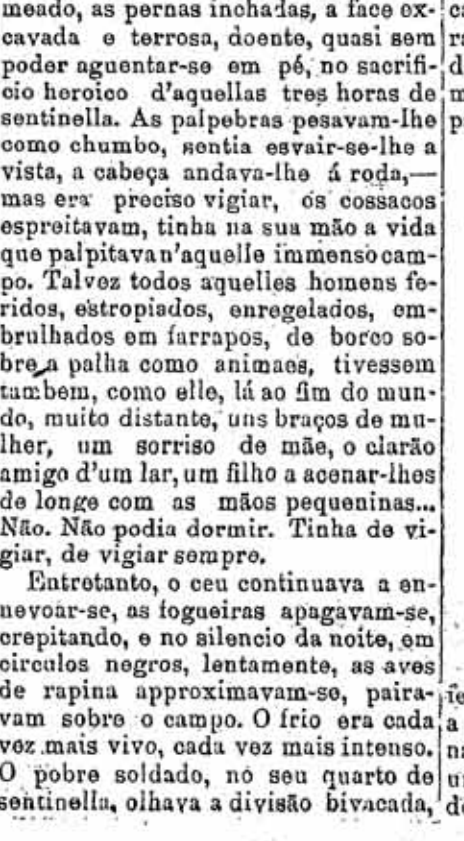 meado, as pernas inchadas, a face ex-
cavada e terrosa, doente, quasi sem
poder aguentar-se em pé, no sacrifi-
cio heroico d'aquellas tres horas de
sentinella. As palpebras pesavam-lhe
como chumbo, sentia esvair-se-lhe a
vista, a cabeça andava-lhe á roda,—
mas era preciso vigiar, os cossacos
espreitavam, tinha na sua mão a vida
que palpitava n'aquelle immenso cam-
po. Talvez todos aquelles homens fe-
ridos, estropiados, enregelados, em-
brulhados em farrapos, de borco so-
bre a palha como animaes, tivessem
tambem, como elle, lá ao fim do mun-
do, muito distante, uns braços de mu-
lher, um sorriso de mãe, o clarão
amigo d'um lar, um filho a acenar-lhes
de longe com as mãos pequeninas...
Não. Não podia dormir. Tinha de vi-
giar, de vigiar sempre.
Entretanto, o ceu continuava a en-
nevoar-se, as fogueiras apagavam-se,
crepitando, e no silencio da noite, em
circulos negros, lentamente, as aves
de rapina approximavam-se, paira-
vam sobre o campo. O frio era cada
vez mais vivo, cada vez mais intenso.
O pobre soldado, no seu quarto de
sentinella, olhava a divisão bivacada,